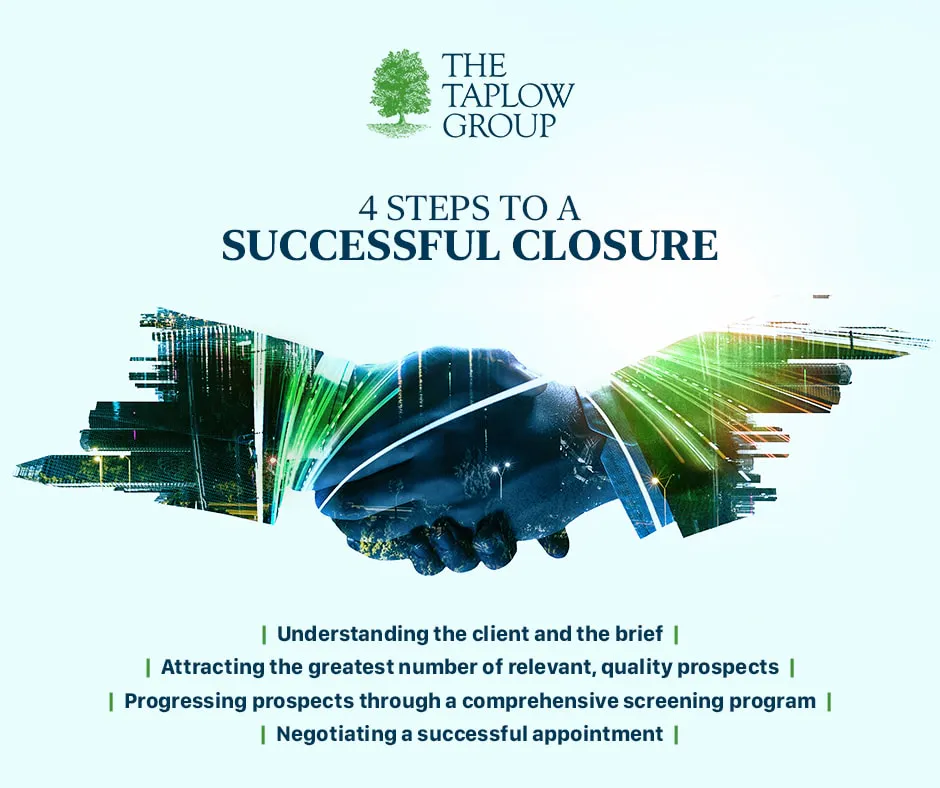 THE
TAPLOW
GROUP
4 STEPS TO A
SUCCESSFUL CLOSURE
| Understanding the client and the brief |
| Attracting the greatest number of relevant, quality prospects |
| Progressing prospects through a comprehensive screening program |
| Negotiating a successful appointment |